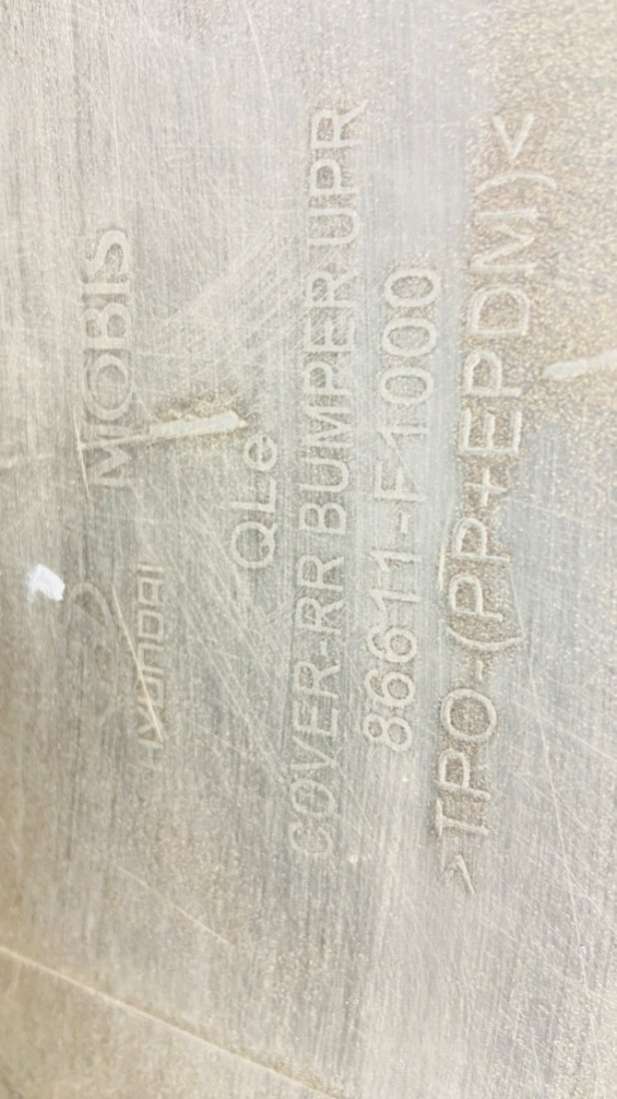 HYUNDAI MOBIS
QLe
COVER-RR BUMPER UPR
86611-F1000
>TPO-(PP+EPDM)<